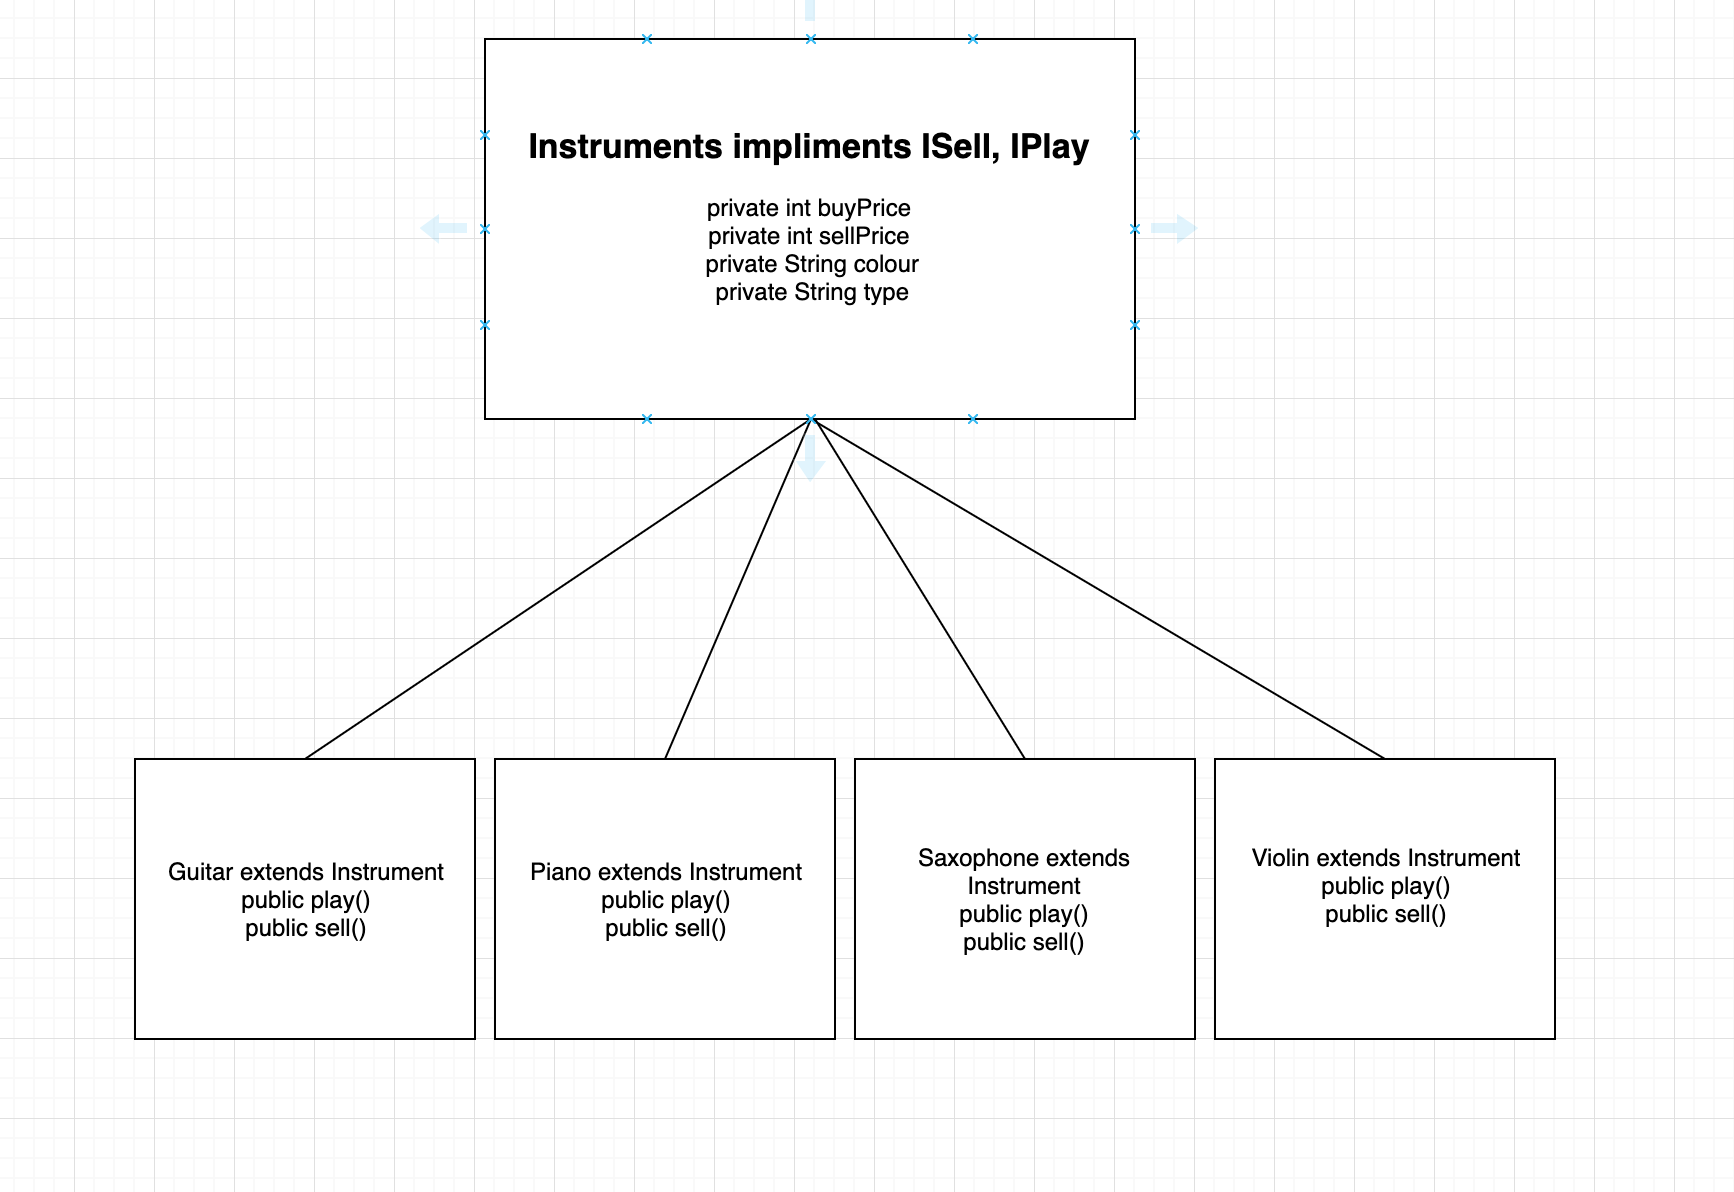 Instruments impliments ISell, IPlay
private int buyPrice
private int sellPrice
private String colour
private String type
Guitar extends Instrument
public play()
public sell()
Piano extends Instrument
public play()
public sell()
Saxophone extends
Instrument
public play()
public sell()
Violin extends Instrument
public play()
public sell()